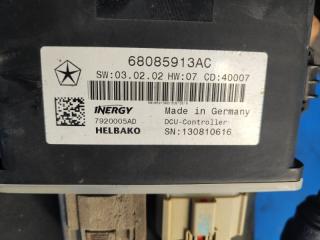 68085913AC
SW:03.02.02 HW:07 CD:40007
INERGY
Made in Germany
7920005AD
DCU-Controller
HELBAKO
SN:130810616